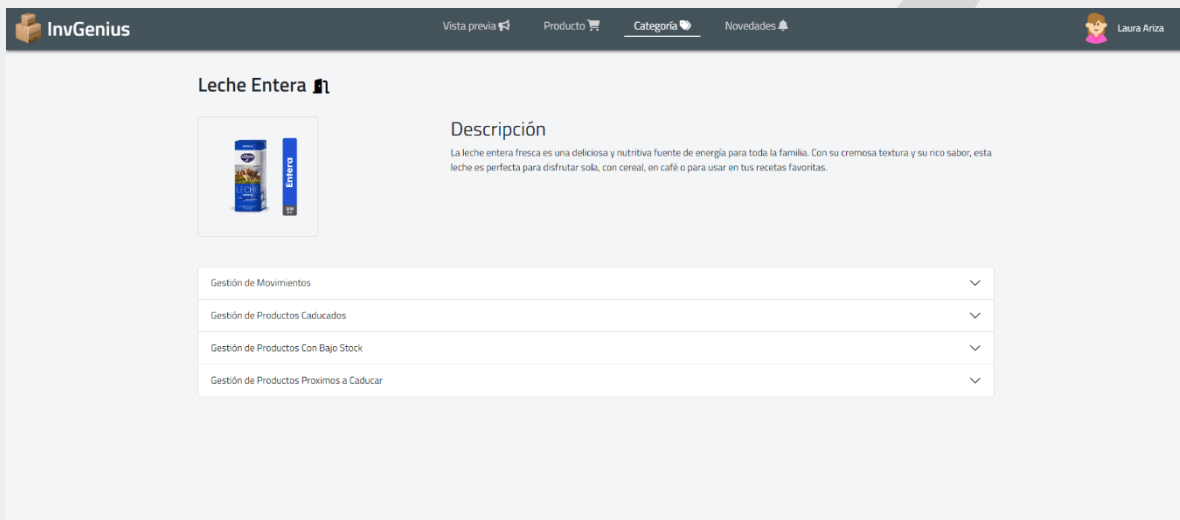 InvGenius
Vista previa
Producto
Categoría
Novedades
Laura Ariza
Leche Entera
Entera
LECHE
Descripción
La leche entera fresca es una deliciosa y nutritiva fuente de energía para toda la familia. Con su cremosa textura y su rico sabor, esta
leche es perfecta para disfrutar sola, con cereal, en café o para usar en tus recetas favoritas.
Gestión de Movimientos
Gestión de Productos Caducados
Gestión de Productos Con Bajo Stock
Gestión de Productos Proximos a Caducar